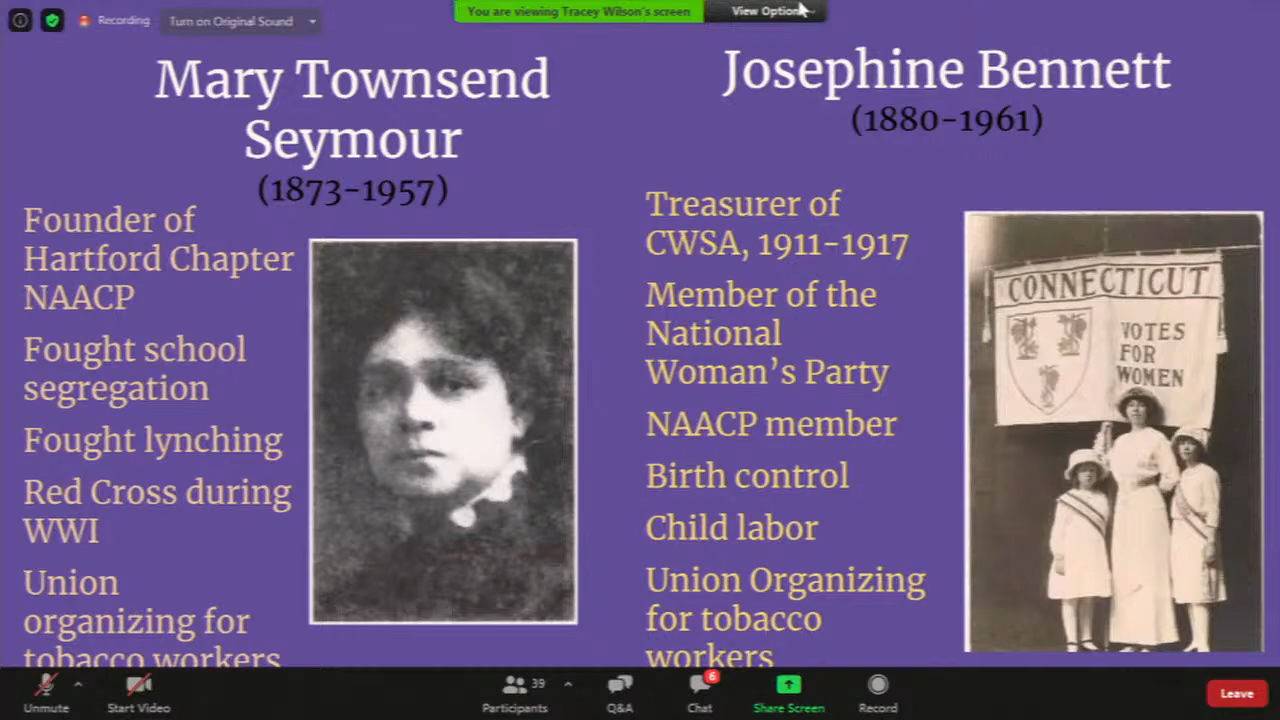 Recording
Turn on Original Sound
You are viewing Tracey Wilson's screen
View Options
Mary Townsend
Seymour
(1873-1957)
Founder of
Hartford Chapter
NAACP
Fought school
segregation
Fought lynching
Red Cross during
WWI
Union
organizing for
tobacco workers
Josephine Bennett
(1880-1961)
Treasurer of
CWSA, 1911-1917
Member of the
National
Woman's Party
NAACP member
Birth control
Child labor
Union Organizing
for tobacco
workers
CONNECTICUT
VOTES
FOR
WOMEN
Unmute
Start Video
39
Participants
Q&A
6
Chat
Share Screen
Record
Leave